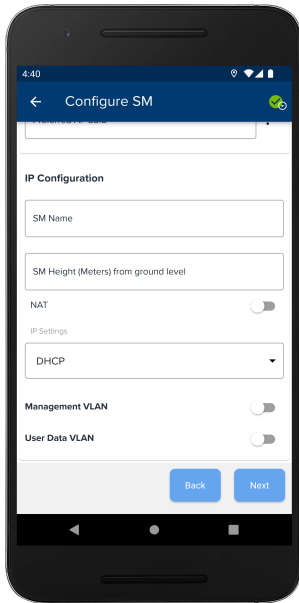 4:40
Configure SM
IP Configuration
SM Name
SM Height (Meters) from ground level
NAT
IP Settings
DHCP
Management VLAN
User Data VLAN
Back
Next